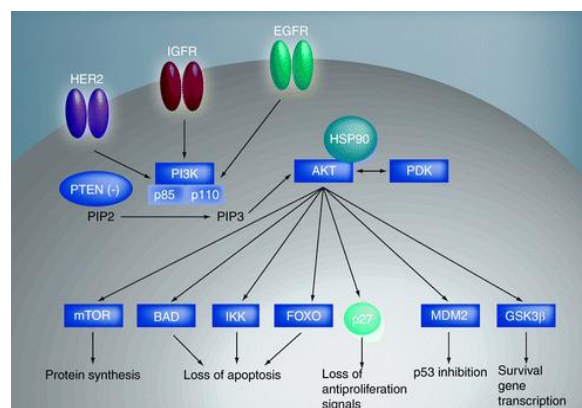 EGFR
IGFR
HER2
HSP90
PI3K
AKT
PDK
PTEN (-)
p85
p110
PIP2
PIP3
mTOR
BAD
IKK
FOXO
p27
MDM2
GSK3β
Protein synthesis
Loss of apoptosis
Loss of
antiproliferation
signals
p53 inhibition
Survival
gene
transcription